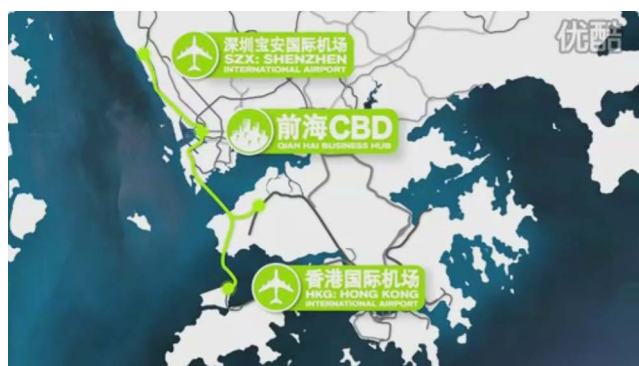 优酷
深圳宝安国际机场
SZX: SHENZHEN
INTERNATIONAL AIRPORT
前海CBD
QIAN HAI BUSINESS HUB
香港国际机场
HKG: HONG KONG
INTERNATIONAL AIRPORT